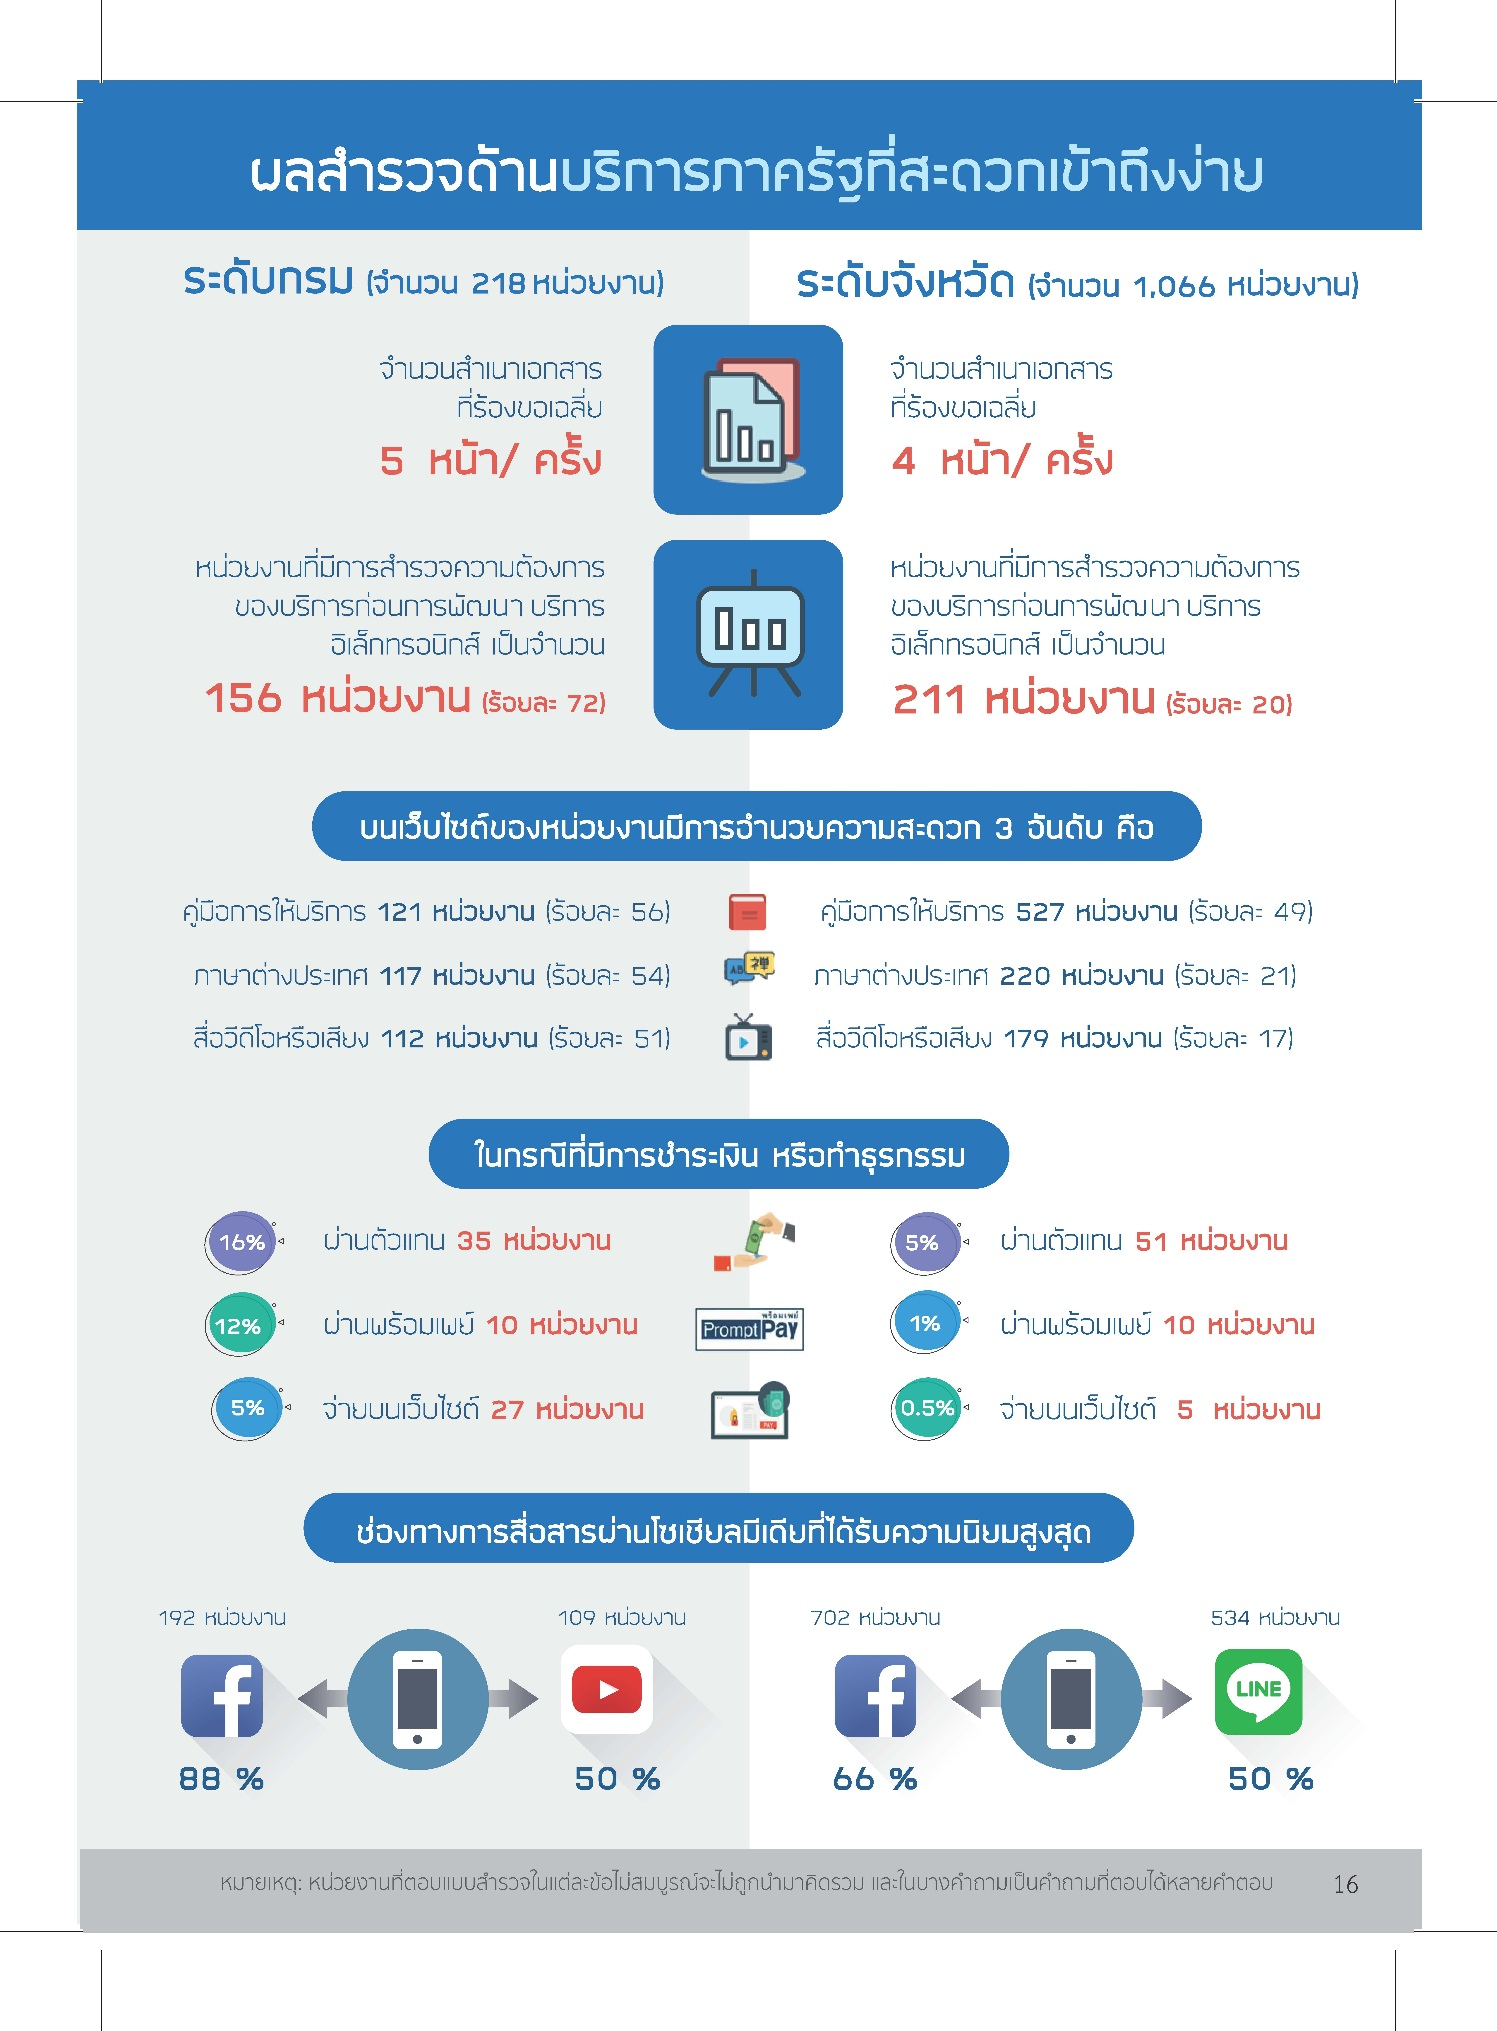 ผลสำรวจด้านบริการภาครัฐที่สะดวกเข้าถึงง่าย
ระดับกรม (จำนวน 218 หน่วยงาน)
จำนวนสำเนาเอกสาร
ที่ร้องขอเฉลี่ย
5 หน้า/ ครั้ง
หน่วยงานที่มีการสำรวจความต้องการ
ของบริการก่อนการพัฒนา บริการ
อิเล็กทรอนิกส์ เป็นจำนวน
156 หน่วยงาน (ร้อยละ 72)
ระดับจังหวัด (จำนวน 1,066 หน่วยงาน)
จำนวนสำเนาเอกสาร
ที่ร้องขอเฉลี่ย
4 หน้า/ ครั้ง
หน่วยงานที่มีการสำรวจความต้องการ
ของบริการก่อนการพัฒนา บริการ
อิเล็กทรอนิกส์ เป็นจำนวน
211 หน่วยงาน (ร้อยละ 20)
บนเว็บไซต์ของหน่วยงานมีการอำนวยความสะดวก 3 อันดับ คือ
คู่มือการให้บริการ 121 หน่วยงาน (ร้อยละ 56)
คู่มือการให้บริการ 527 หน่วยงาน (ร้อยละ 49)
ภาษาต่างประเทศ 117 หน่วยงาน (ร้อยละ 54)
AB 禅
ภาษาต่างประเทศ 220 หน่วยงาน (ร้อยละ 21)
สื่อวีดีโอหรือเสียง 112 หน่วยงาน (ร้อยละ 51)
สื่อวีดีโอหรือเสียง 179 หน่วยงาน (ร้อยละ 17)
ในกรณีที่มีการชำระเงิน หรือทำธุรกรรม
16% ผ่านตัวแทน 35 หน่วยงาน
5% ผ่านตัวแทน 51 หน่วยงาน
12% ผ่านพร้อมเพย์ 10 หน่วยงาน
พร้อมเพย์
PromptPay
1% ผ่านพร้อมเพย์ 10 หน่วยงาน
5% จ่ายบนเว็บไซต์ 27 หน่วยงาน
PAY
0.5% จ่ายบนเว็บไซต์ 5 หน่วยงาน
ช่องทางการสื่อสารผ่านโซเชียลมีเดียที่ได้รับความนิยมสูงสุด
192 หน่วยงาน
109 หน่วยงาน
702 หน่วยงาน
534 หน่วยงาน
LINE
88 %
50 %
66 %
50 %
หมายเหตุ: หน่วยงานที่ตอบแบบสำรวจในแต่ละข้อไม่สมบูรณ์จะไม่ถูกนำมาคิดรวม และในบางคำถามเป็นคำถามที่ตอบได้หลายคำตอบ
16